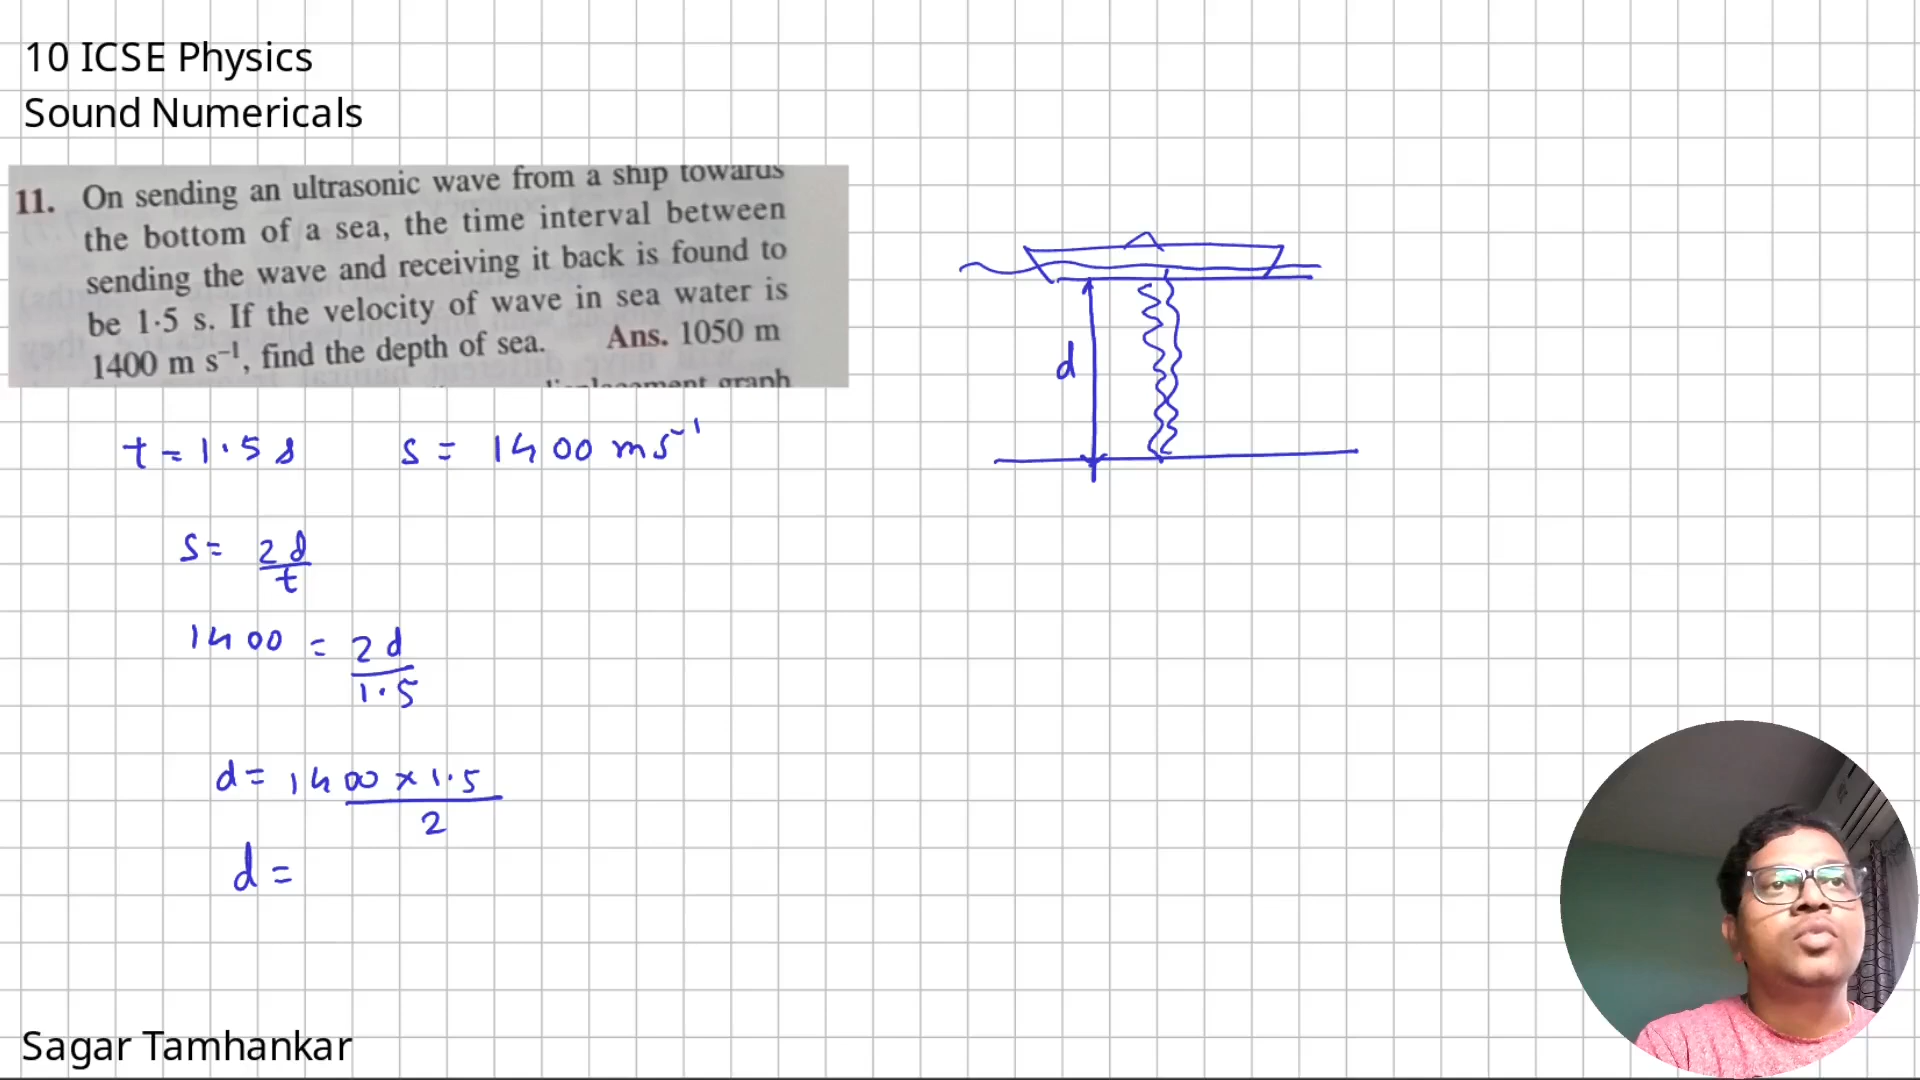 10 ICSE Physics
Sound Numericals
11. On sending an ultrasonic wave from a ship towards
the bottom of a sea, the time interval between
sending the wave and receiving it back is found to
be 1·5 s. If the velocity of wave in sea water is
1400 m s⁻¹, find the depth of sea. Ans. 1050 m
displacement graph
t = 1.5 s s = 1400 ms⁻¹
d
s = 2d/t
1400 = 2d/1.5
d = 1400 x 1.5/2
d =
Sagar Tamhankar